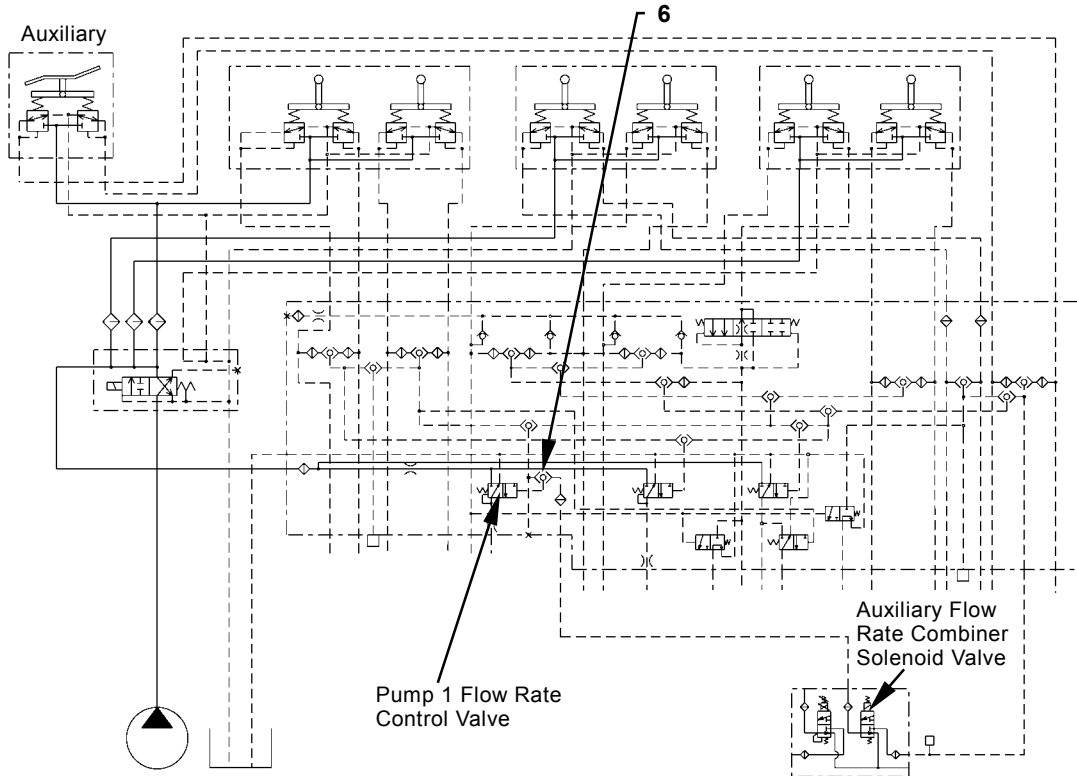 6
Auxiliary
Auxiliary Flow
Rate Combiner
Solenoid Valve
Pump 1 Flow Rate
Control Valve